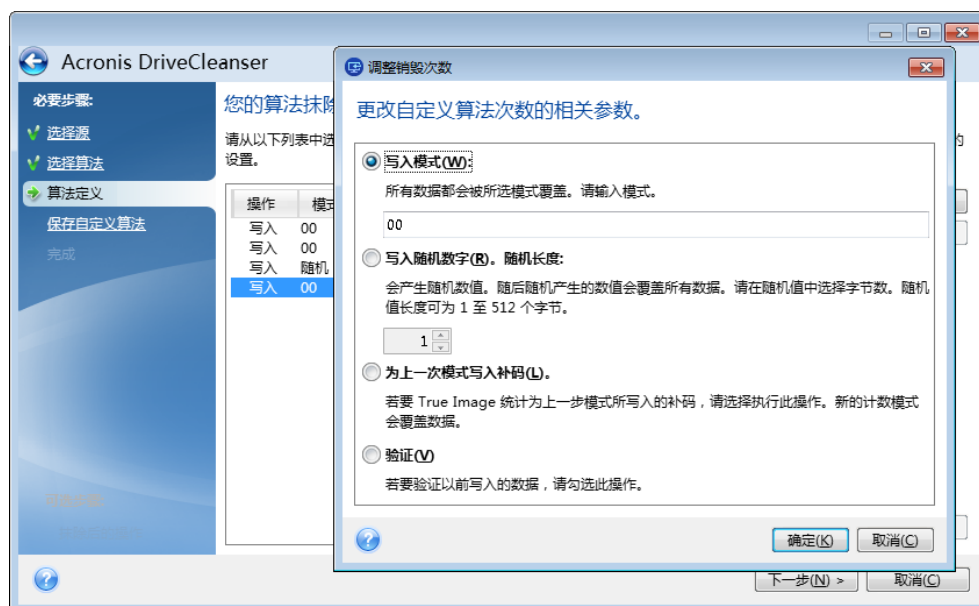 Acronis DriveCleanser
必要步骤:
选择源
选择算法
算法定义
保存自定义算法
完成
您的算法抹除
请从以下列表中选
的
设置。
操作 模式
写入 00
写入 00
写入 随机
写入 00
调整销毁次数
更改自定义算法次数的相关参数。
写入模式(W):
所有数据都会被所选模式覆盖。请输入模式。
00
写入随机数字(R)。随机长度:
会产生随机数值。随后随机产生的数值会覆盖所有数据。请在随机值中选择字节数。随机
值长度可为 1 至 512 个字节。
1
为上一次模式写入补码(L)。
若要 True Image 统计为上一步模式所写入的补码，请选择执行此操作。新的计数模式
会覆盖数据。
验证(V)
若要验证以前写入的数据，请勾选此操作。
确定(K) 取消(C)
下一步(N) > 取消(C)